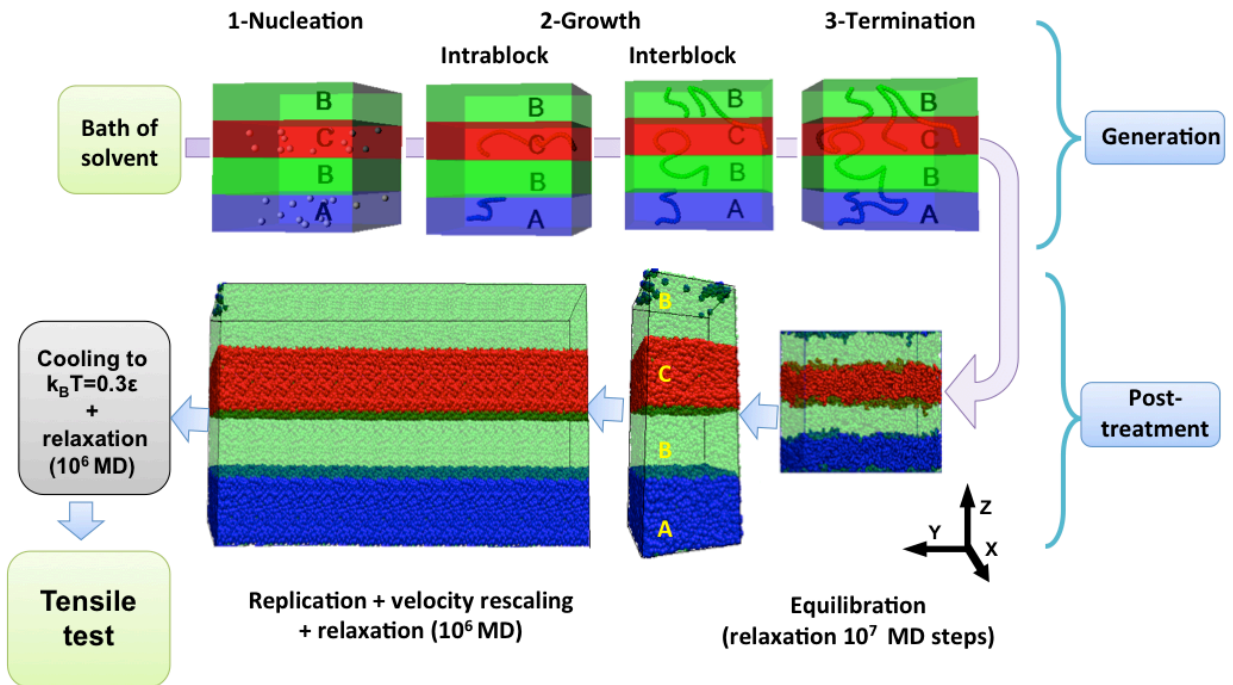 1-Nucleation
2-Growth
3-Termination
Intrablock
Interblock
Bath of
solvent
B
C
B
A
B
C
B
A
B
C
B
A
B
C
B
A
Generation
Cooling to
k_BT=0.3ε
+
relaxation
(10⁶ MD)
B
C
B
A
Post-
treatment
Z
Y
X
Tensile
test
Replication + velocity rescaling
+ relaxation (10⁶ MD)
Equilibration
(relaxation 10⁷ MD steps)